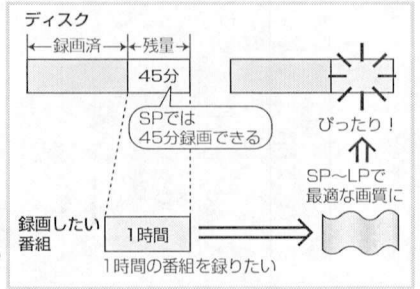 ディスク
録画済
残量
45分
SPでは
45分録画できる
ぴったり！
SP～LPで
最適な画質に
録画したい
番組
1時間
1時間の番組を録りたい